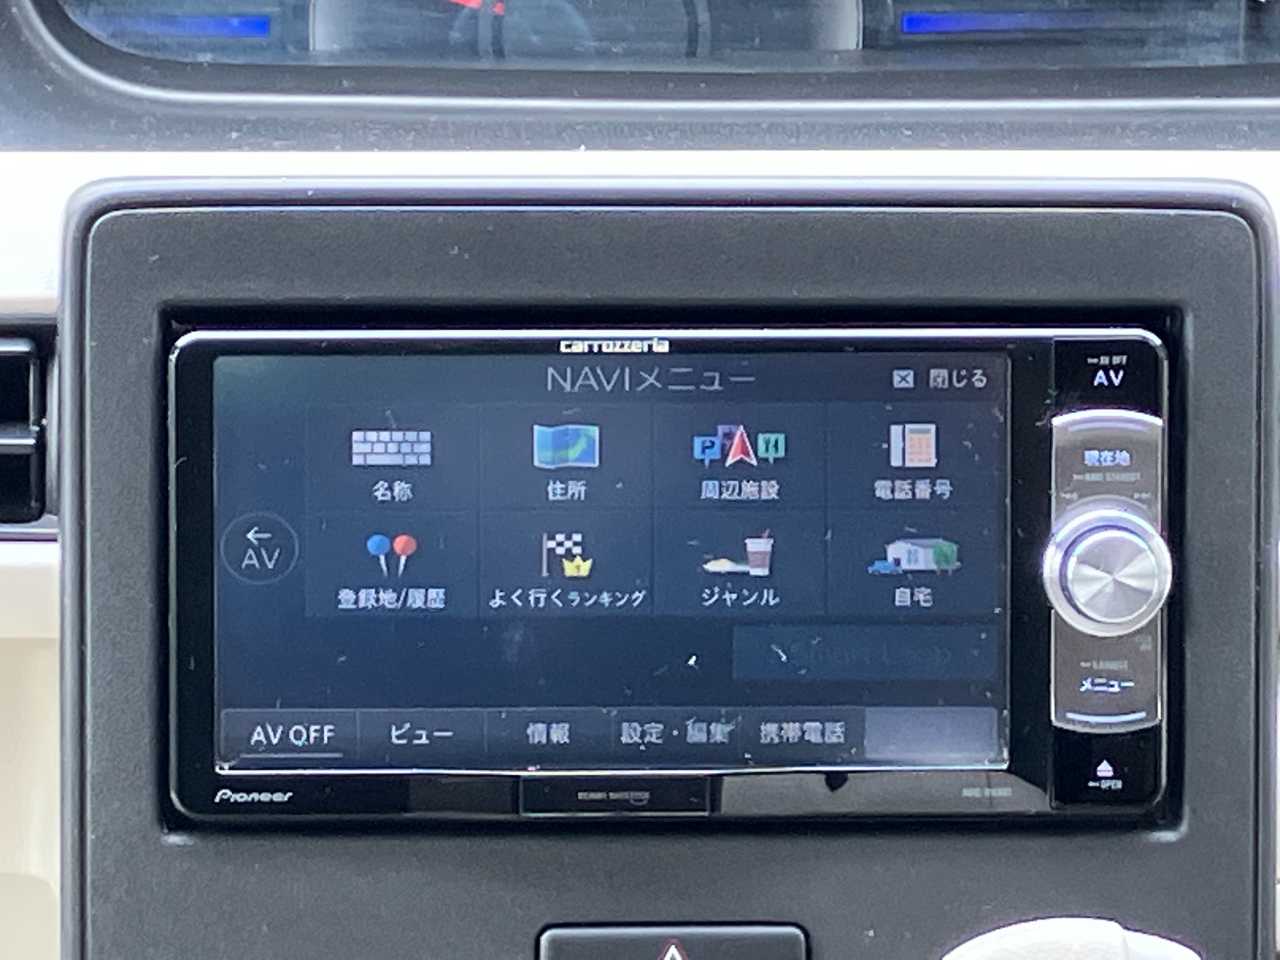 carrozzeria
AV OFF
AV
NAVIメニュー
閉じる
名称
住所
周辺施設
電話番号
現在地
AV
登録地/履歴
よく行くランキング
ジャンル
自宅
メニュー
AV OFF
ビュー
情報
設定・編集
携帯電話
OPEN
Pioneer